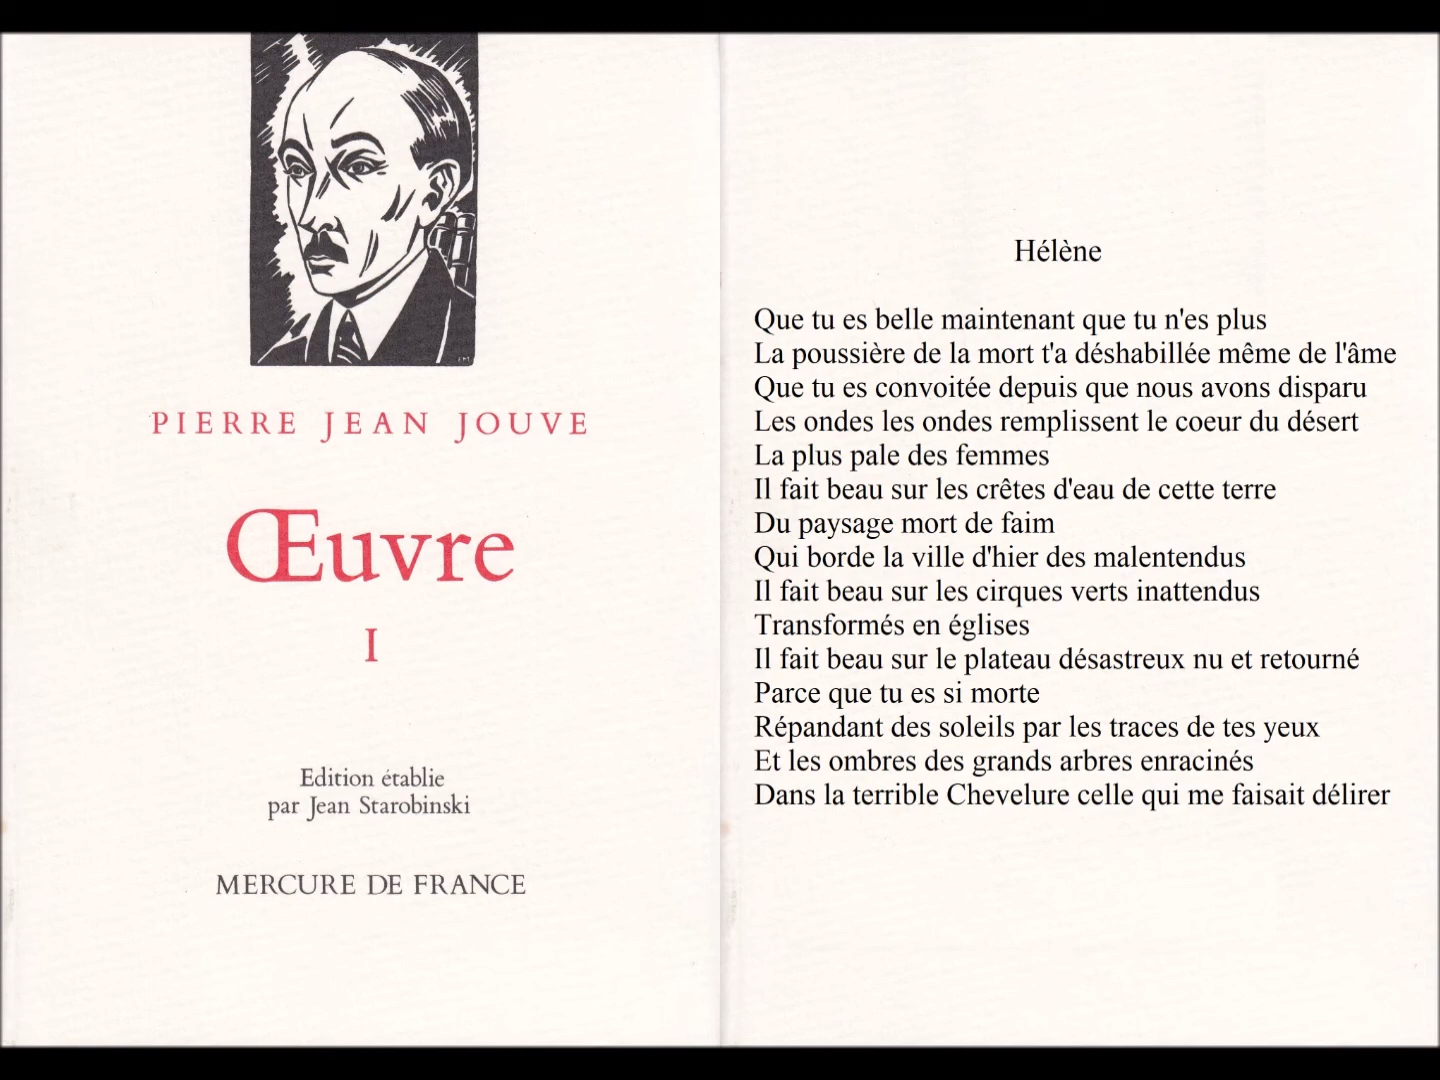 PIERRE JEAN JOUVE
Œuvre
I
Edition établie
par Jean Starobinski
MERCURE DE FRANCE
Hélène
Que tu es belle maintenant que tu n'es plus
La poussière de la mort t'a déshabillée même de l'âme
Que tu es convoitée depuis que nous avons disparu
Les ondes les ondes remplissent le coeur du désert
La plus pale des femmes
Il fait beau sur les crêtes d'eau de cette terre
Du paysage mort de faim
Qui borde la ville d'hier des malentendus
Il fait beau sur les cirques verts inattendus
Transformés en églises
Il fait beau sur le plateau désastreux nu et retourné
Parce que tu es si morte
Répandant des soleils par les traces de tes yeux
Et les ombres des grands arbres enracinés
Dans la terrible Chevelure celle qui me faisait délirer